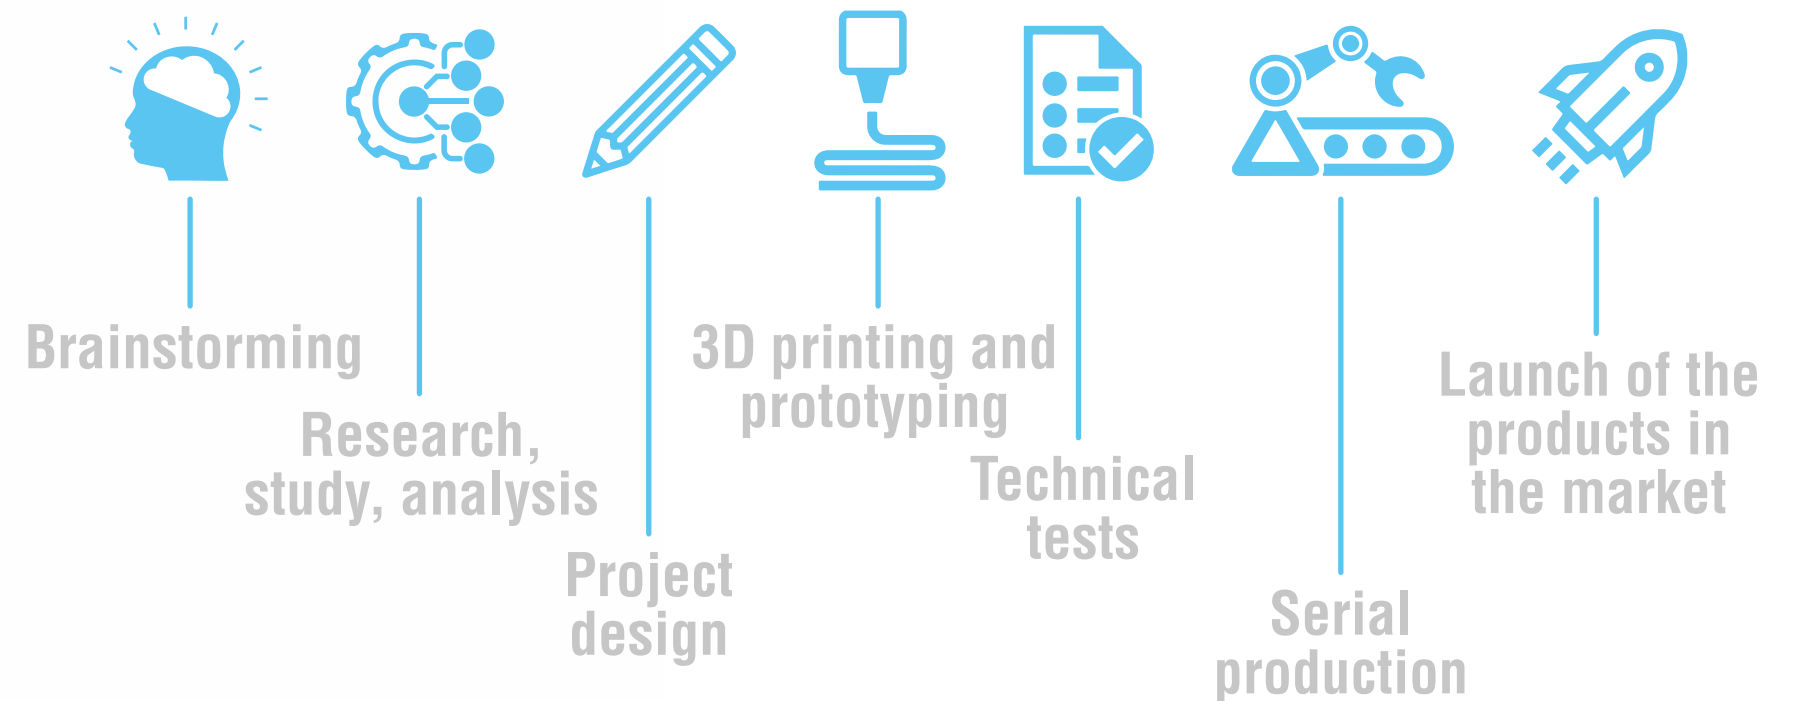 Brainstorming
Research,
study, analysis
Project
design
3D printing and
prototyping
Technical
tests
Serial
production
Launch of the
products in
the market